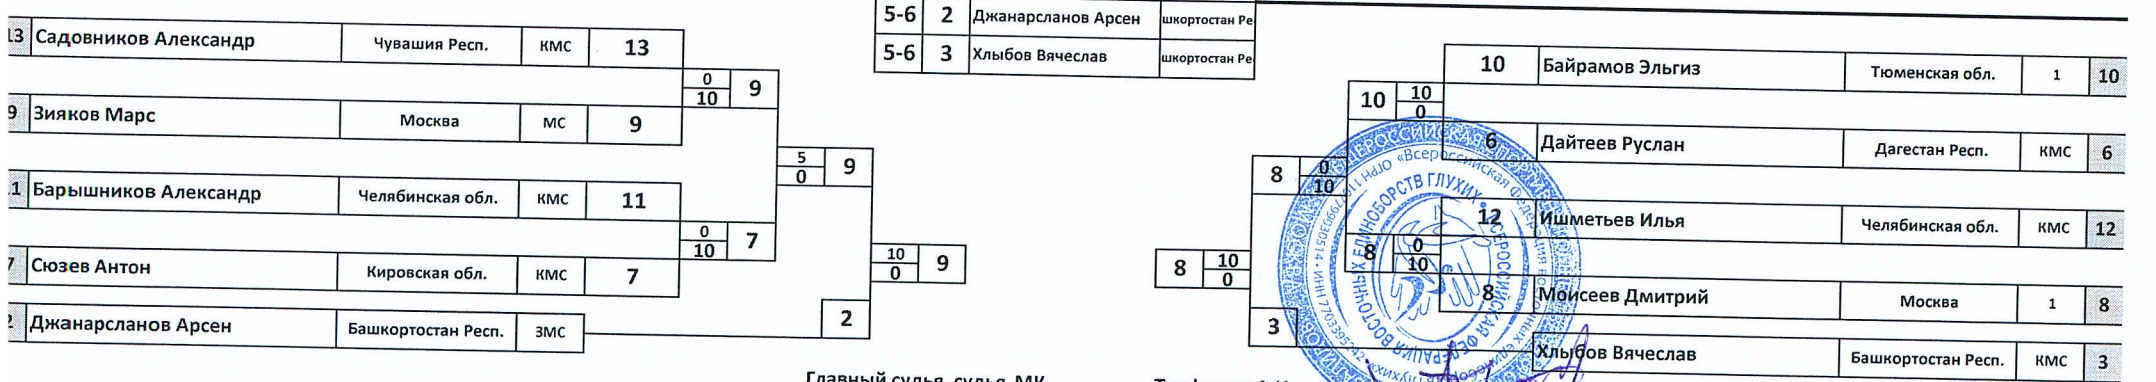 5-6 2 Джанарсланов Арсен шкортостан Ре
5-6 3 Хлыбов Вячеслав шкортостан Ре
13 Садовников Александр Чувашия Респ. КМС 13
0
10
9
9 Зияков Марс Москва МС 9
5
0
9
11 Барышников Александр Челябинская обл. КМС 11
0
10
7
7 Сюзев Антон Кировская обл. КМС 7
10
0
9
2
Джанарсланов Арсен Башкортостан Респ. ЗМС
10 Байрамов Эльгиз Тюменская обл. 1 10
10
10
0
6 Дайтеев Руслан Дагестан Респ. КМС 6
8
0
10
12 Ишметьев Илья Челябинская обл. КМС 12
8
0
10
8
10
0
8 Моисеев Дмитрий Москва 1 8
3
Хлыбов Вячеслав Башкортостан Респ. КМС 3
Главный судья, судья МК
ВСЕРОССИЙСКАЯ ФЕДЕРАЦИЯ ВОСТОЧНЫХ ЕДИНОБОРСТВ ГЛУХИХ